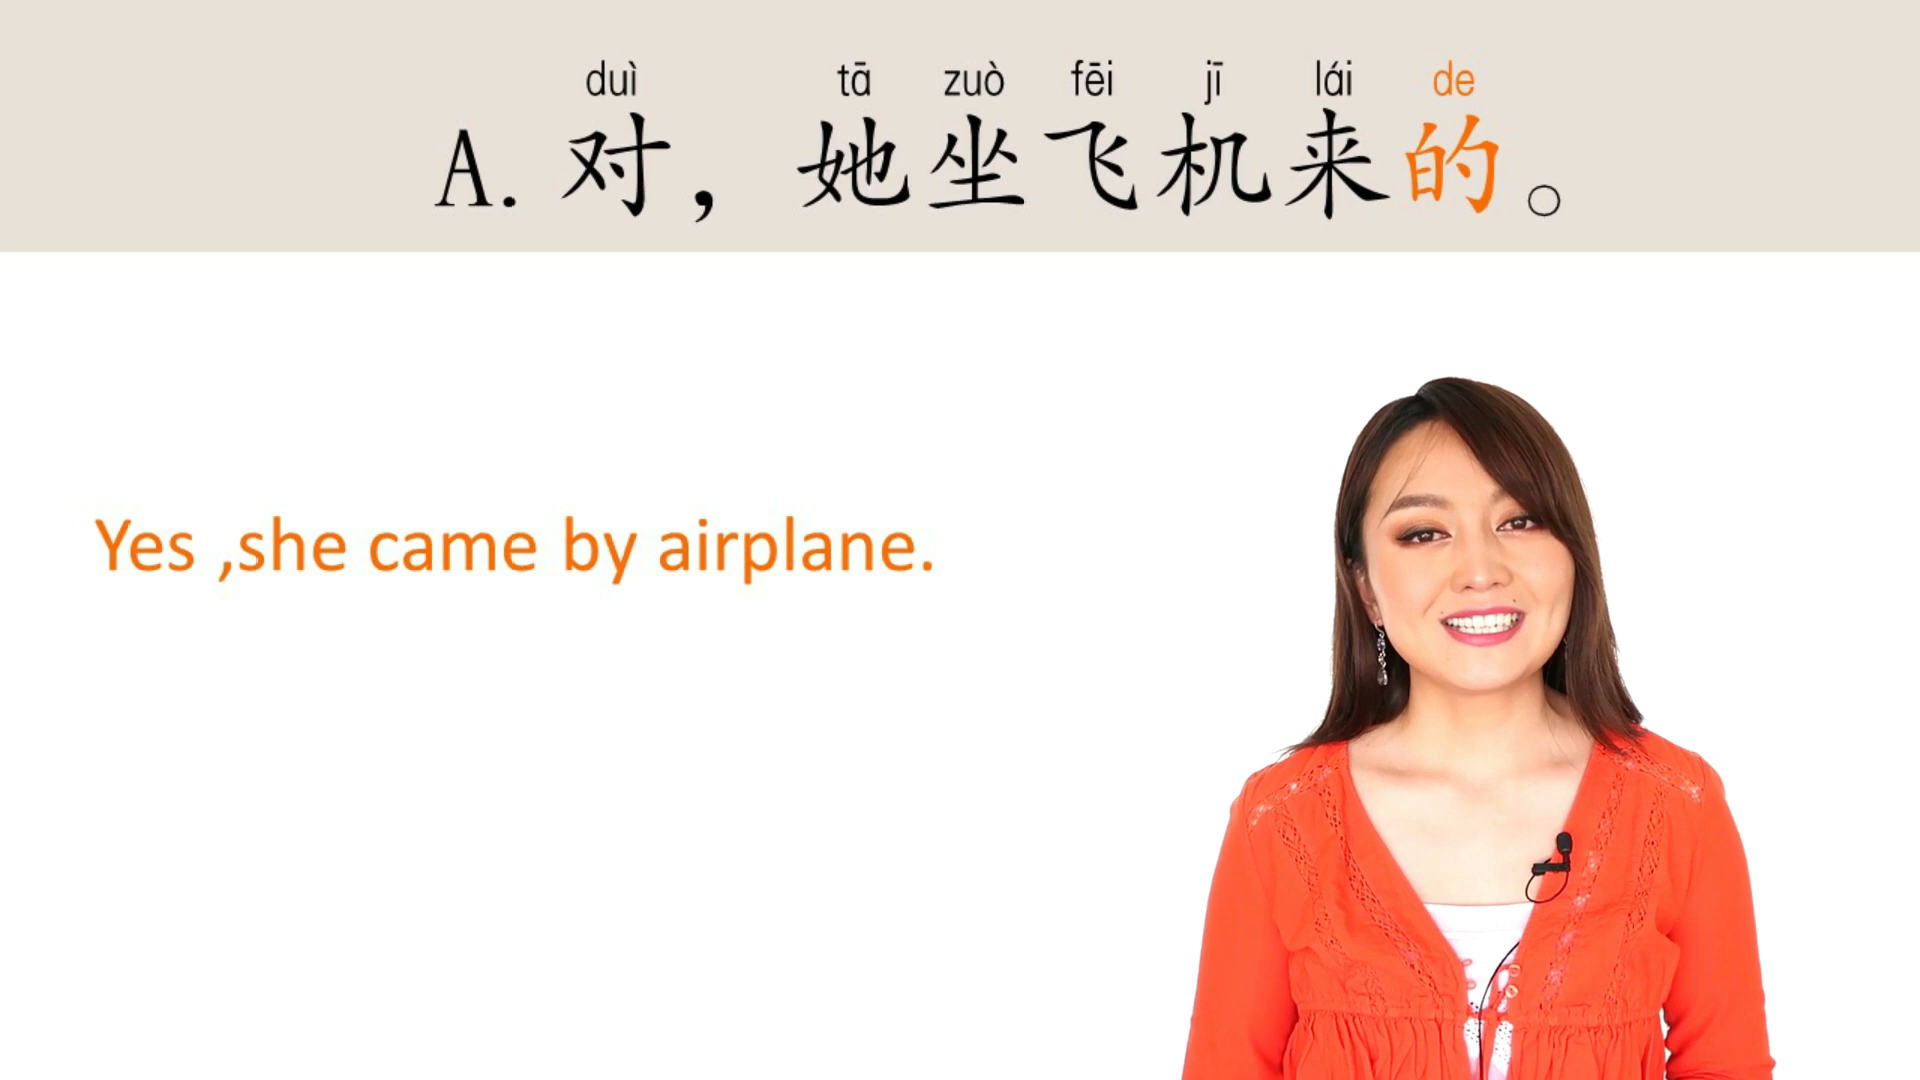 duì tā zuò fēi jī lái de
A. 对，她坐飞机来的。
Yes ,she came by airplane.